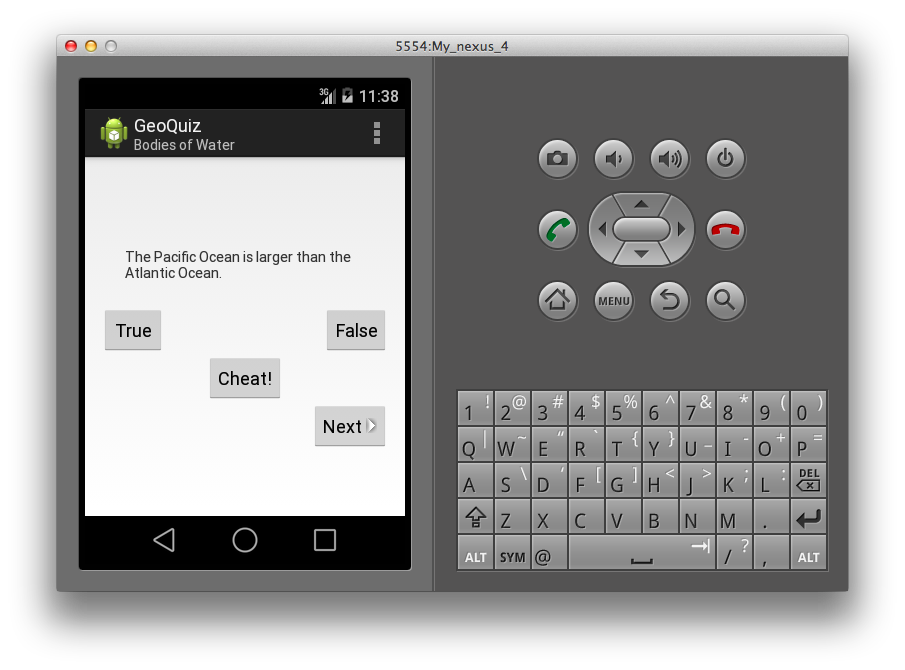 5554:My_nexus_4
3G 11:38
GeoQuiz
Bodies of Water
The Pacific Ocean is larger than the
Atlantic Ocean.
True False
Cheat!
Next
MENU
1 ! 2 @ 3 # 4 $ 5 % 6 ^ 7 & 8 * 9 ( 0 )
Q | W ~ E “ R ` T { Y } U _ I - O + P =
A S \ D ‘ F [ G ] H < J > K ; L : DEL
Z X C V B N M .
ALT SYM @ / ? , ALT